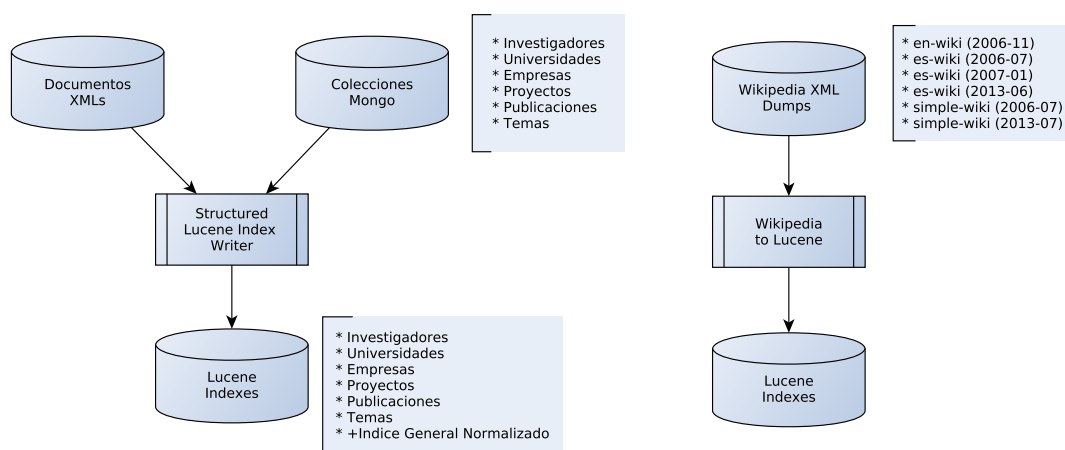 Documentos
XMLs
Colecciones
Mongo
* Investigadores
* Universidades
* Empresas
* Proyectos
* Publicaciones
* Temas
Structured
Lucene Index
Writer
Lucene
Indexes
* Investigadores
* Universidades
* Empresas
* Proyectos
* Publicaciones
* Temas
* +Indice General Normalizado
Wikipedia XML
Dumps
* en-wiki (2006-11)
* es-wiki (2006-07)
* es-wiki (2007-01)
* es-wiki (2013-06)
* simple-wiki (2006-07)
* simple-wiki (2013-07)
Wikipedia
to Lucene
Lucene
Indexes